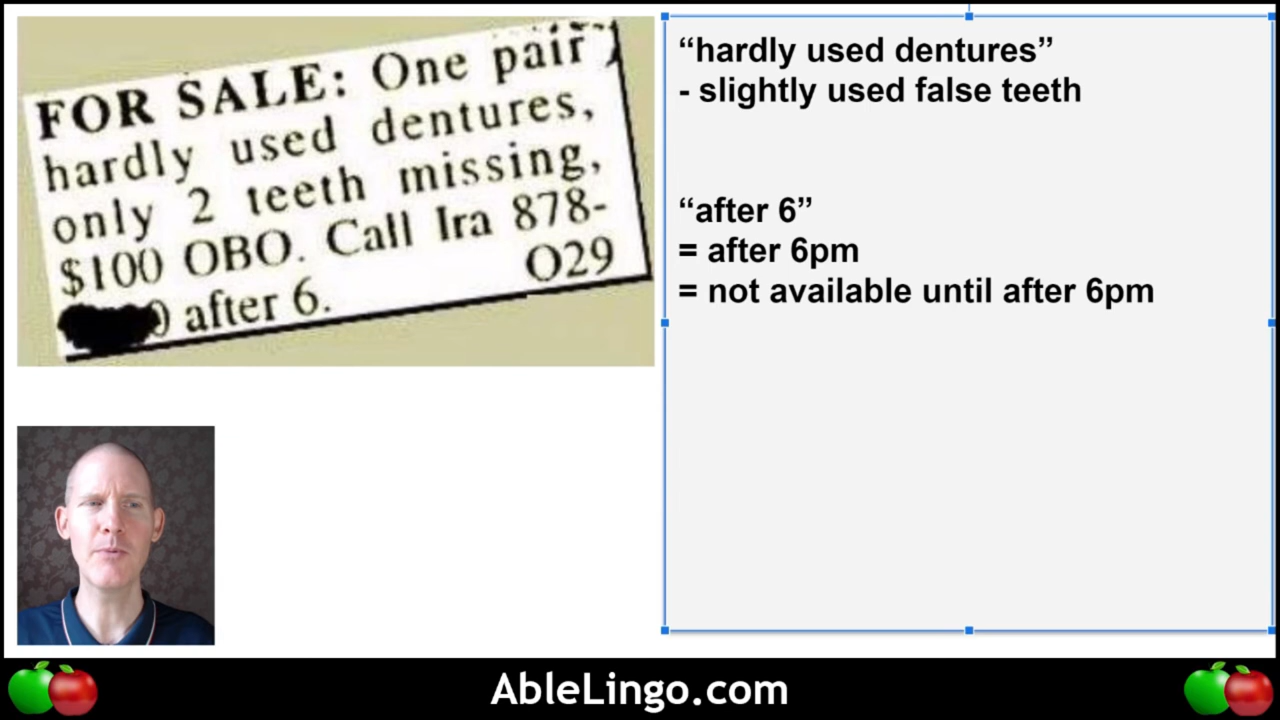 FOR SALE: One pair
hardly used dentures,
only 2 teeth missing,
$100 OBO. Call Ira 878-
0 after 6.
O29
“hardly used dentures”
- slightly used false teeth
“after 6”
= after 6pm
= not available until after 6pm
AbleLingo.com